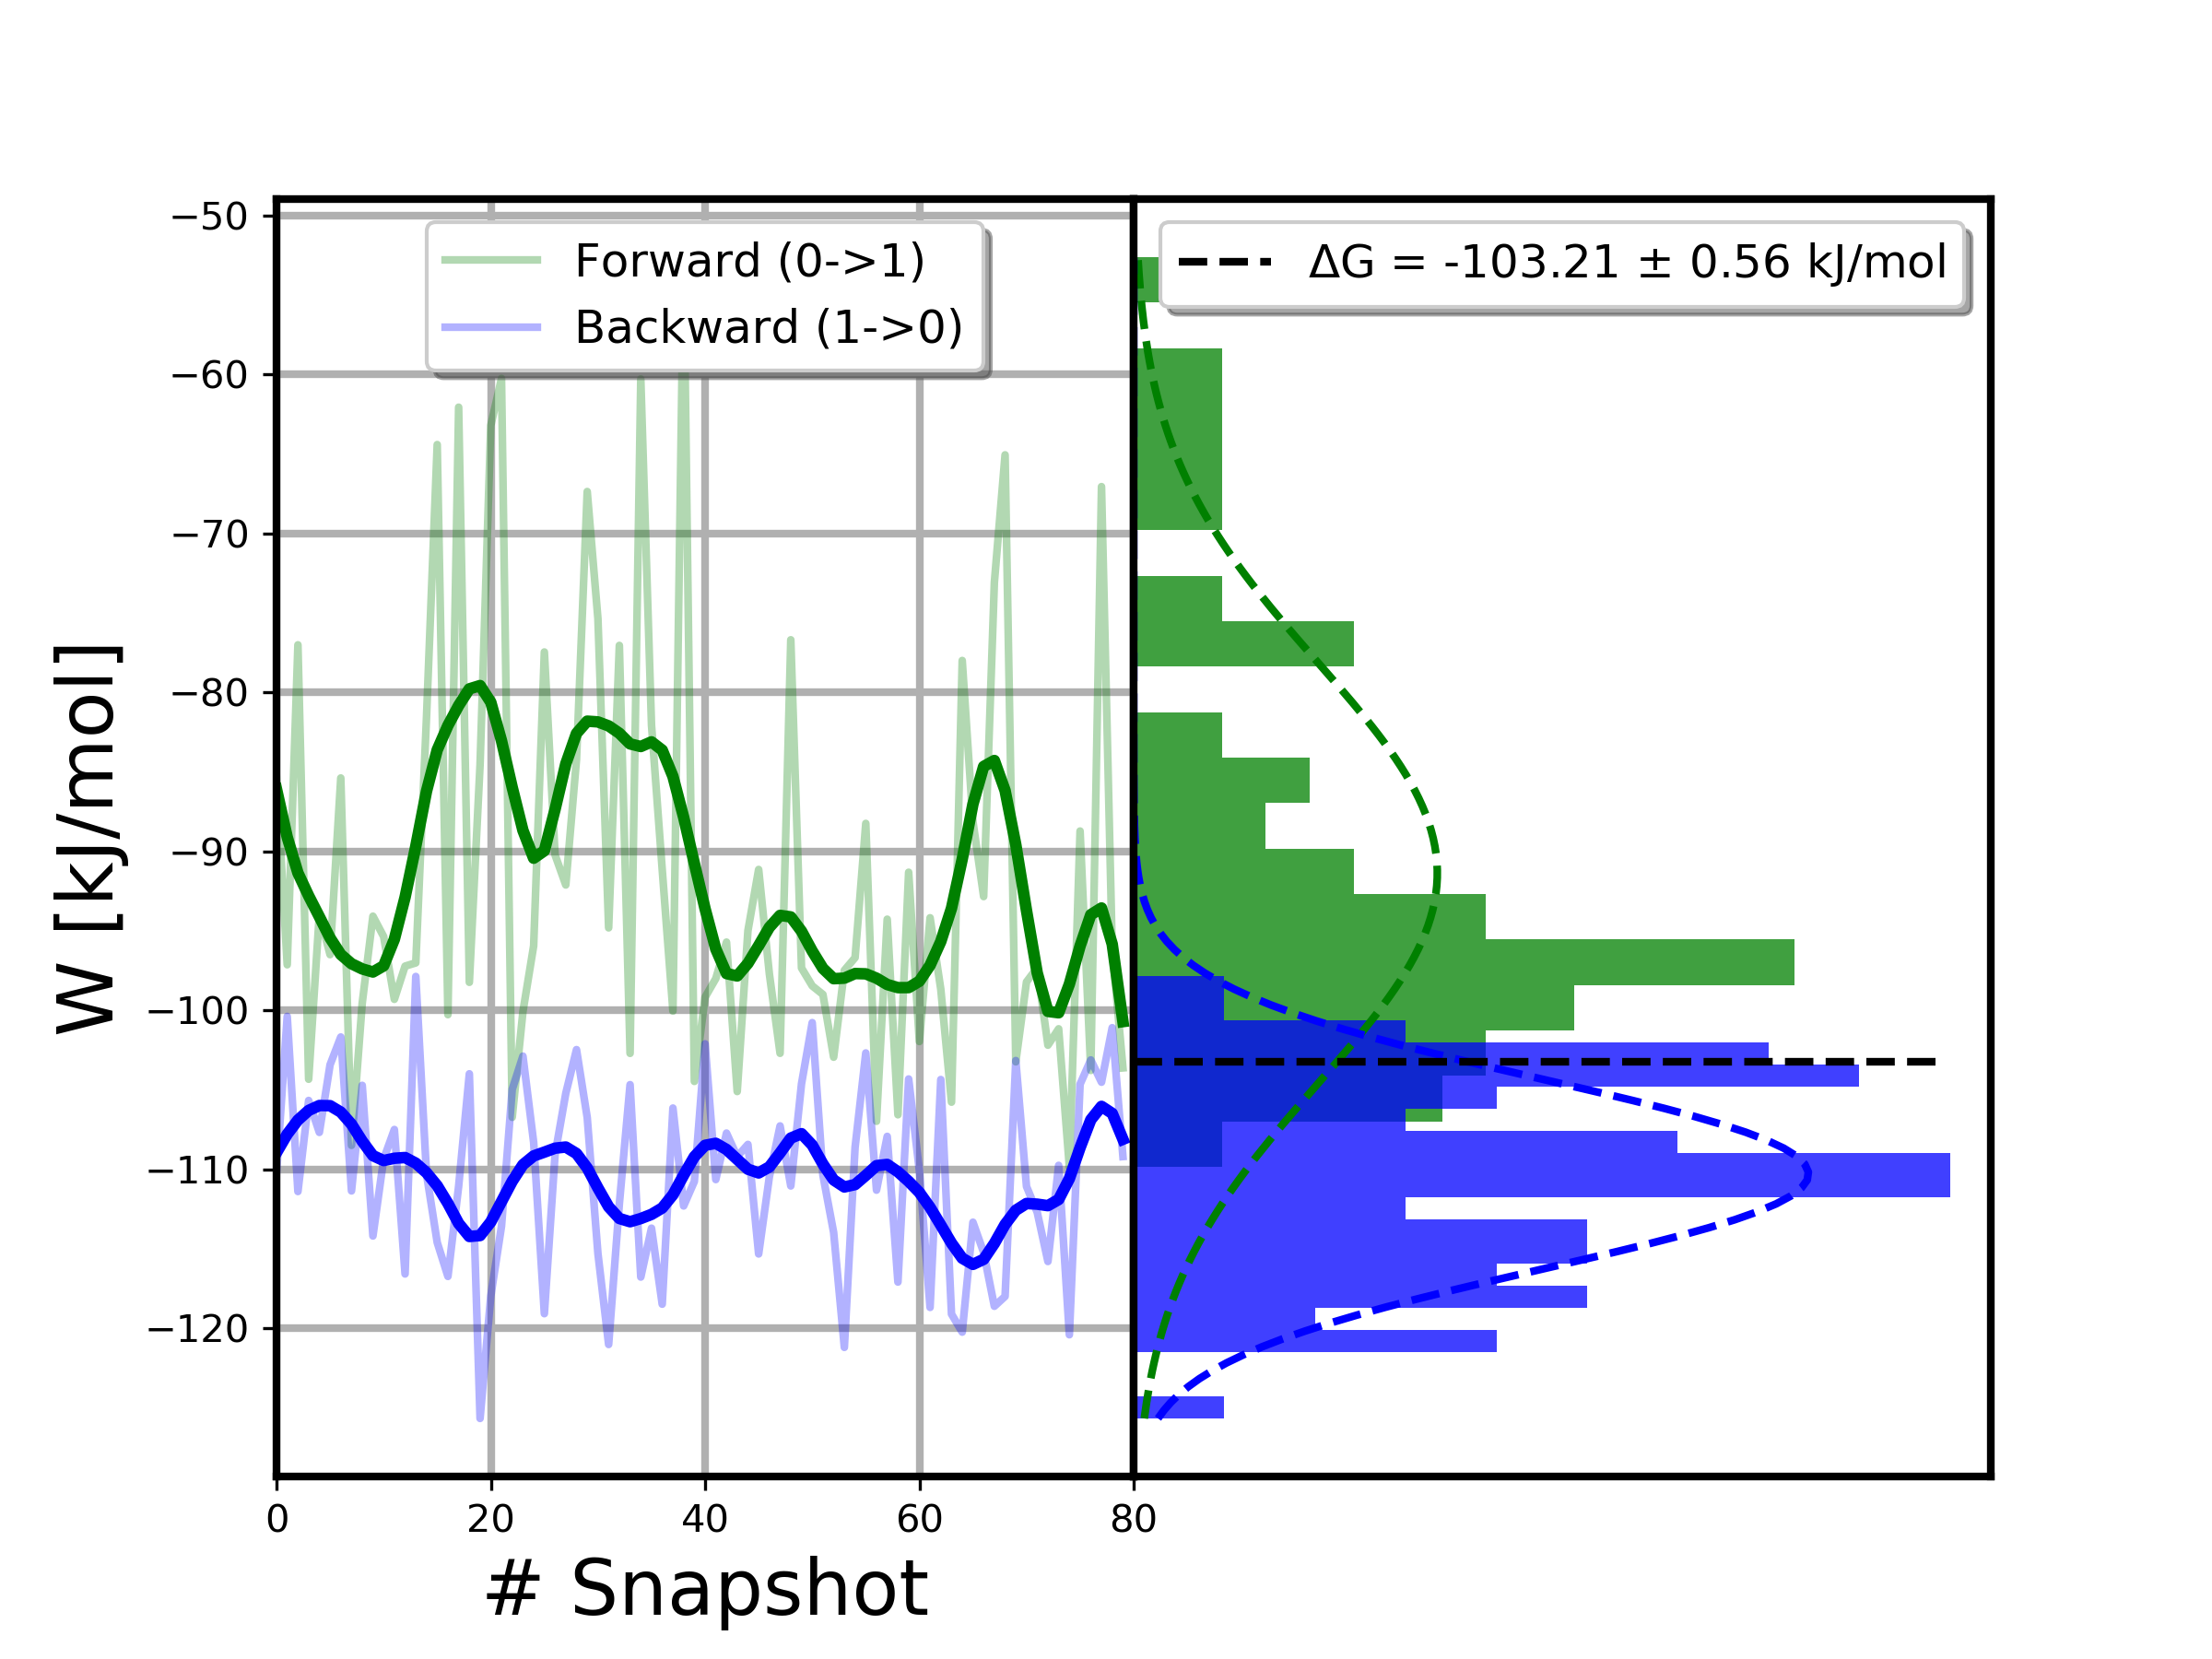 Forward (0->1)
Backward (1->0)
ΔG = -103.21 ± 0.56 kJ/mol
W [kJ/mol]
−50
−60
−70
−80
−90
−100
−110
−120
0 20 40 60 80
# Snapshot